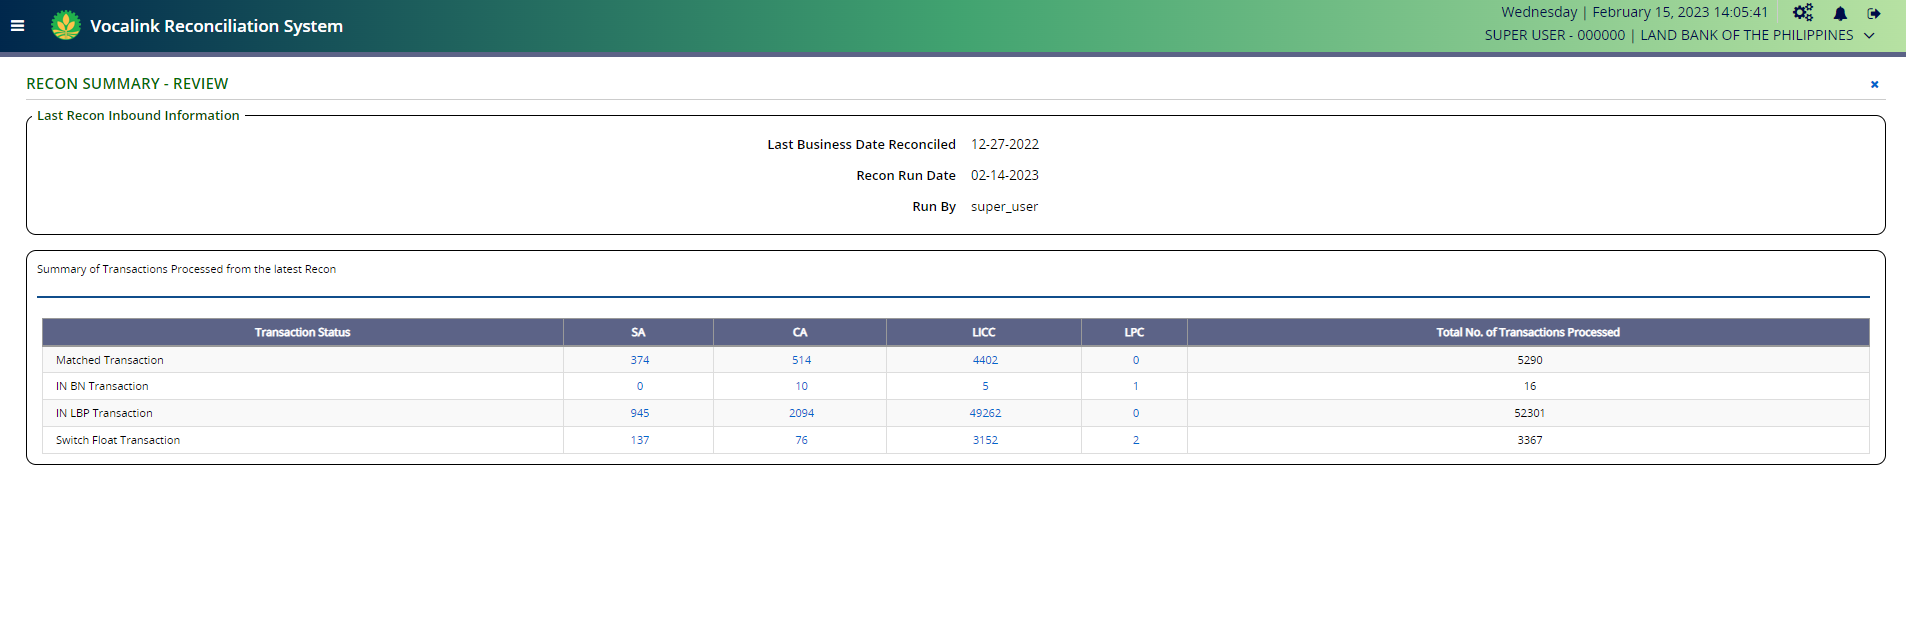 Vocalink Reconciliation System
Wednesday | February 15, 2023 14:05:41
SUPER USER - 000000 | LAND BANK OF THE PHILIPPINES
RECON SUMMARY - REVIEW
Last Recon Inbound Information
Last Business Date Reconciled 12-27-2022
Recon Run Date 02-14-2023
Run By super_user
Summary of Transactions Processed from the latest Recon
Transaction Status SA CA LICC LPC Total No. of Transactions Processed
Matched Transaction 374 514 4402 0 5290
IN BN Transaction 0 10 5 1 16
IN LBP Transaction 945 2094 49262 0 52301
Switch Float Transaction 137 76 3152 2 3367